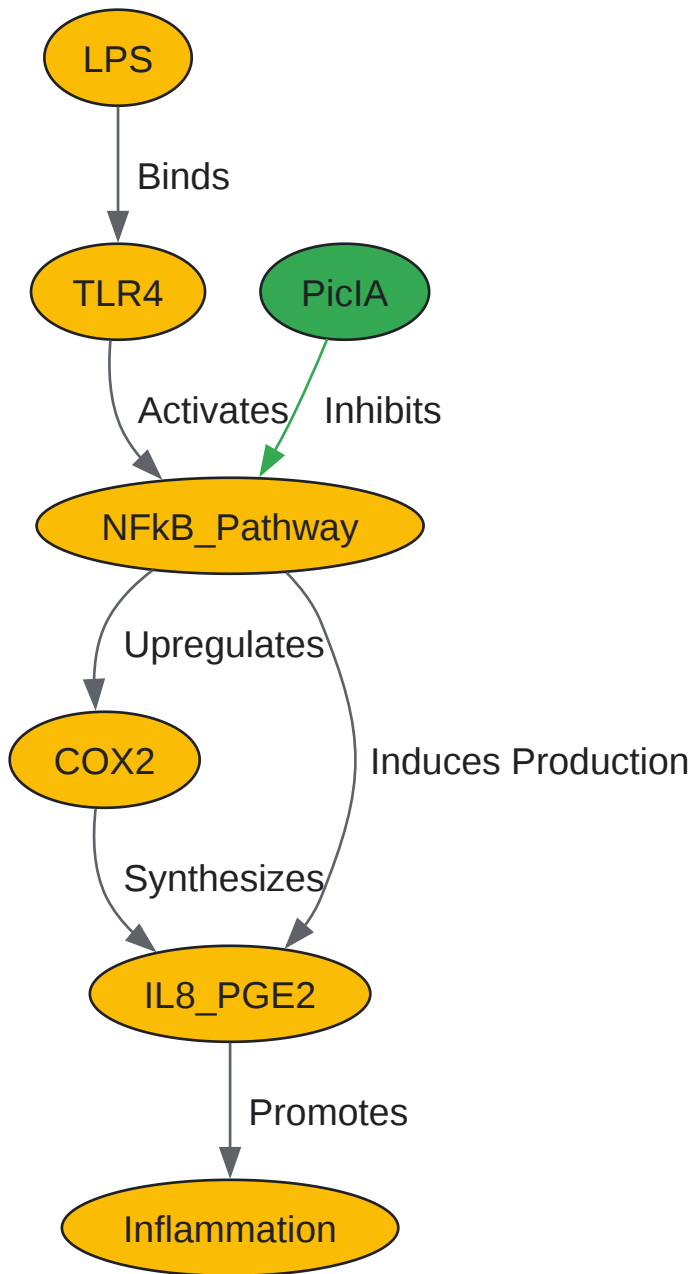 LPS
Binds
TLR4
PicIA
Activates
Inhibits
NFkB_Pathway
Upregulates
COX2
Induces Production
Synthesizes
IL8_PGE2
Promotes
Inflammation